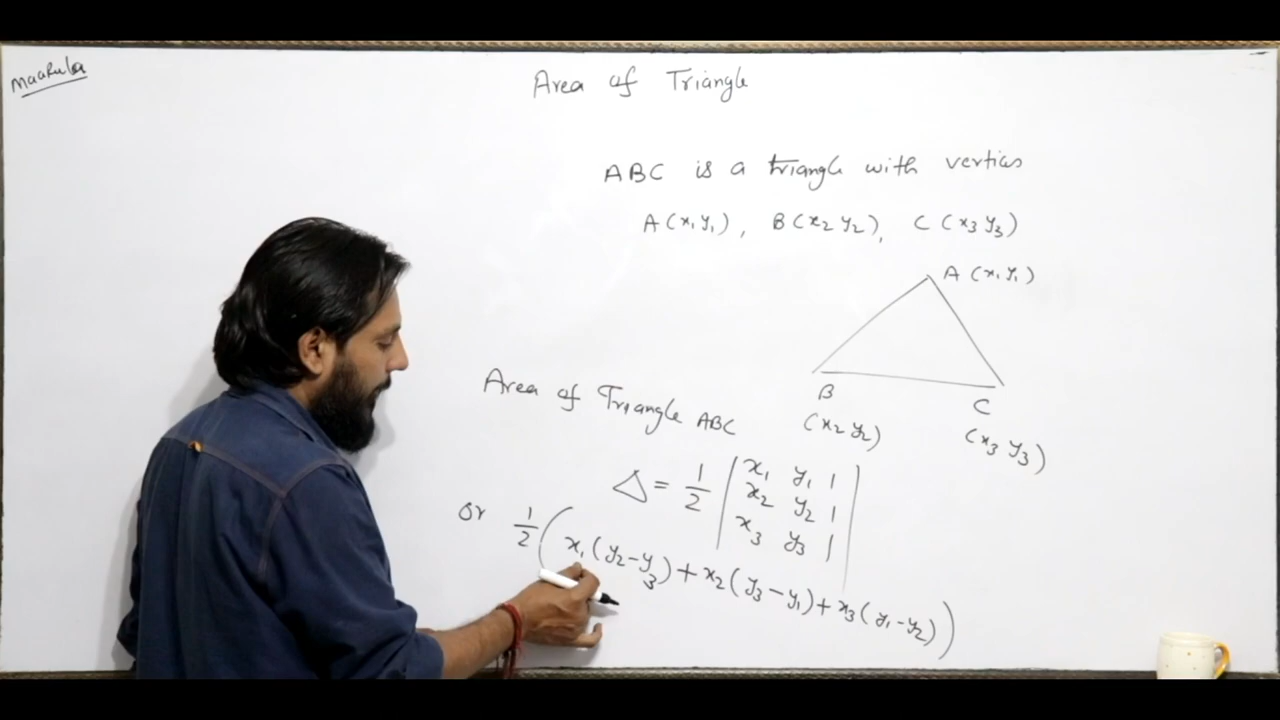 Maarula
Area of Triangle
ABC is a triangle with vertics
A(x₁ y₁), B(x₂ y₂), C(x₃ y₃)
A(x₁ y₁)
B
C
(x₂ y₂)
(x₃ y₃)
Area of Triangle ABC
△ = 1/2 | x₁ y₁ 1
x₂ y₂ 1
x₃ y₃ 1 |
or 1/2 ( x₁(y₂-y₃) + x₂(y₃-y₁) + x₃(y₁-y₂) )